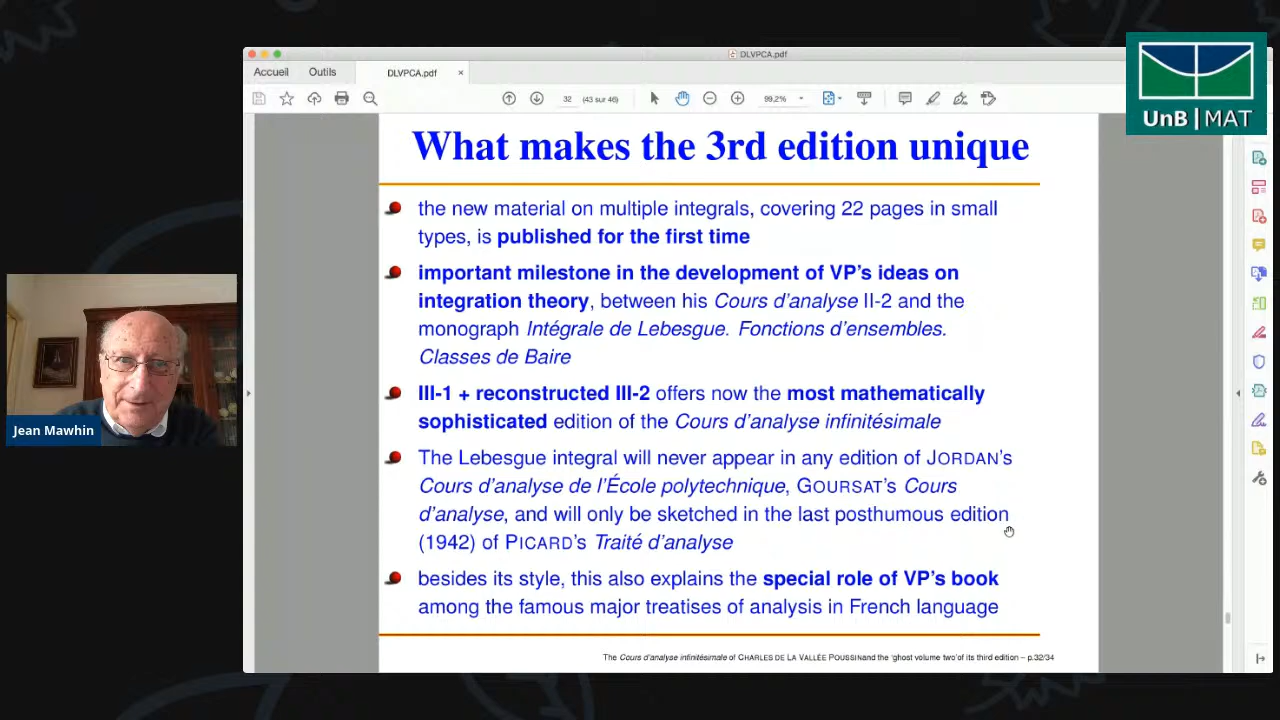 DLVPCA.pdf
Accueil Outils DLVPCA.pdf ×
32 (43 sur 46) 99,2%
UnB | MAT
What makes the 3rd edition unique
the new material on multiple integrals, covering 22 pages in small
types, is published for the first time
important milestone in the development of VP's ideas on
integration theory, between his Cours d'analyse II-2 and the
monograph Intégrale de Lebesgue. Fonctions d'ensembles.
Classes de Baire
III-1 + reconstructed III-2 offers now the most mathematically
sophisticated edition of the Cours d'analyse infinitésimale
The Lebesgue integral will never appear in any edition of JORDAN's
Cours d'analyse de l'École polytechnique, GOURSAT's Cours
d'analyse, and will only be sketched in the last posthumous edition
(1942) of PICARD's Traité d'analyse
besides its style, this also explains the special role of VP's book
among the famous major treatises of analysis in French language
The Cours d'analyse infinitésimale of CHARLES DE LA VALLÉE POUSSINand the 'ghost volume two'of its third edition – p.32/34
Jean Mawhin